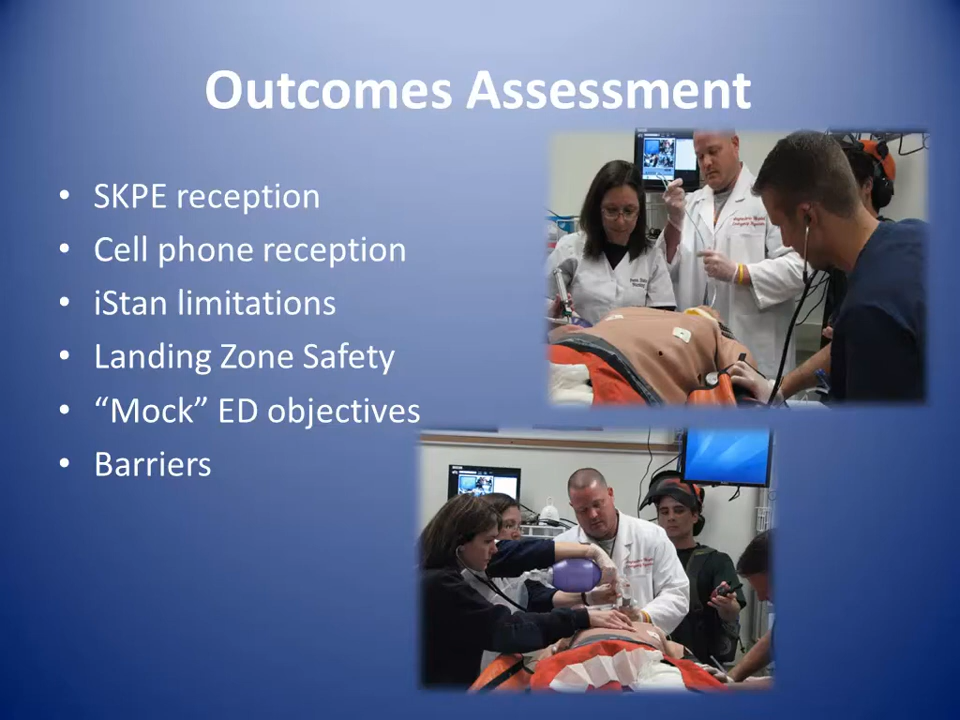 Outcomes Assessment
• SKPE reception
• Cell phone reception
• iStan limitations
• Landing Zone Safety
• “Mock” ED objectives
• Barriers